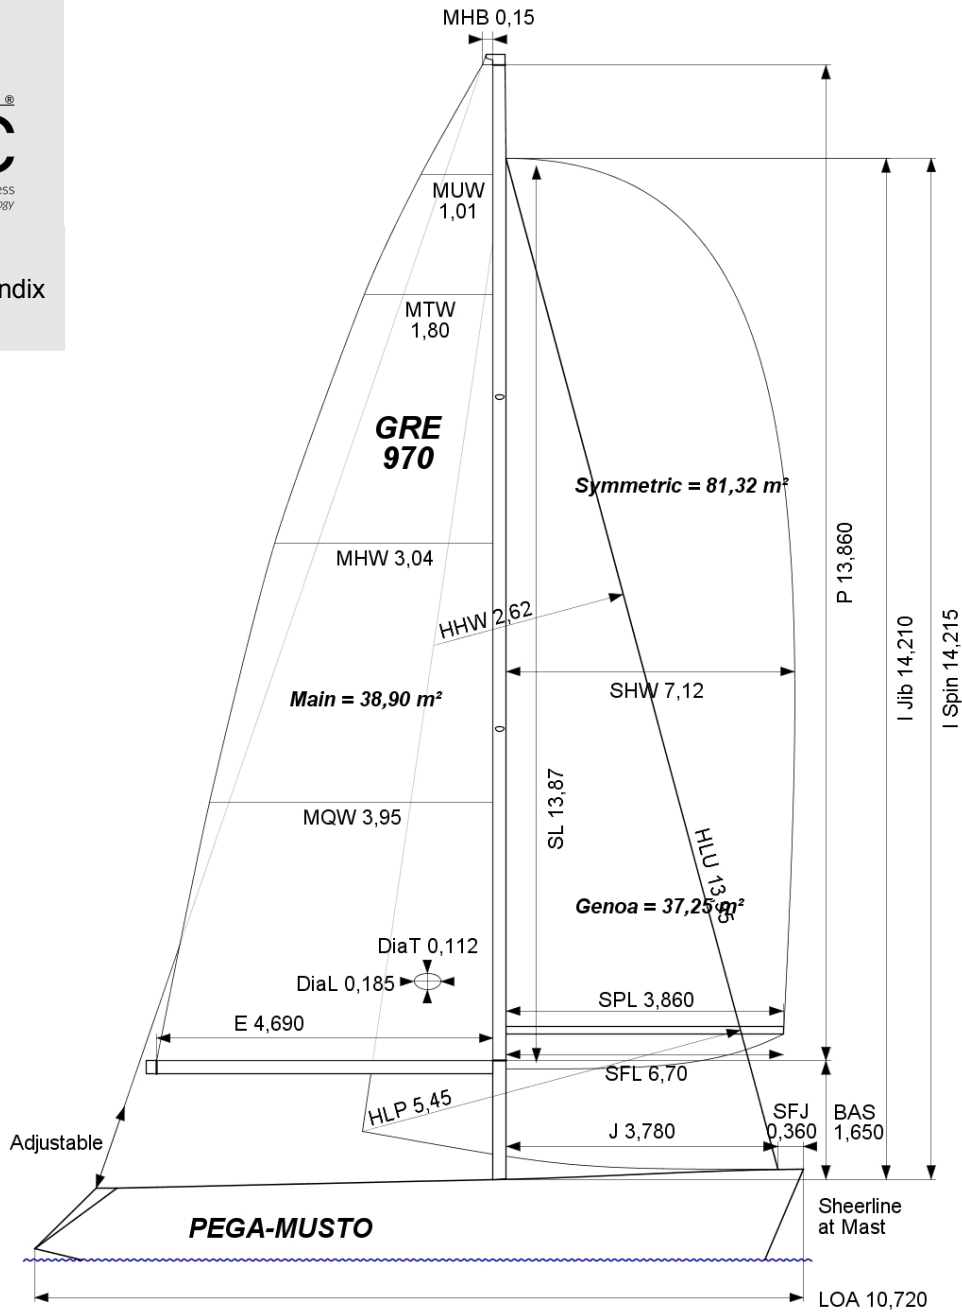 MHB 0,15
®
C
ess
ogy
ndix
MUW
1,01
MTW
1,80
GRE
970
Symmetric = 81,32 m²
P 13,860
MHW 3,04
HHW 2,62
I Jib 14,210
I Spin 14,215
Main = 38,90 m²
SHW 7,12
SL 13,87
MQW 3,95
HLU 13,95
Genoa = 37,25 m²
DiaT 0,112
DiaL 0,185
SPL 3,860
E 4,690
SFL 6,70
HLP 5,45
SFJ
0,360
BAS
1,650
J 3,780
Adjustable
Sheerline
at Mast
PEGA-MUSTO
LOA 10,720